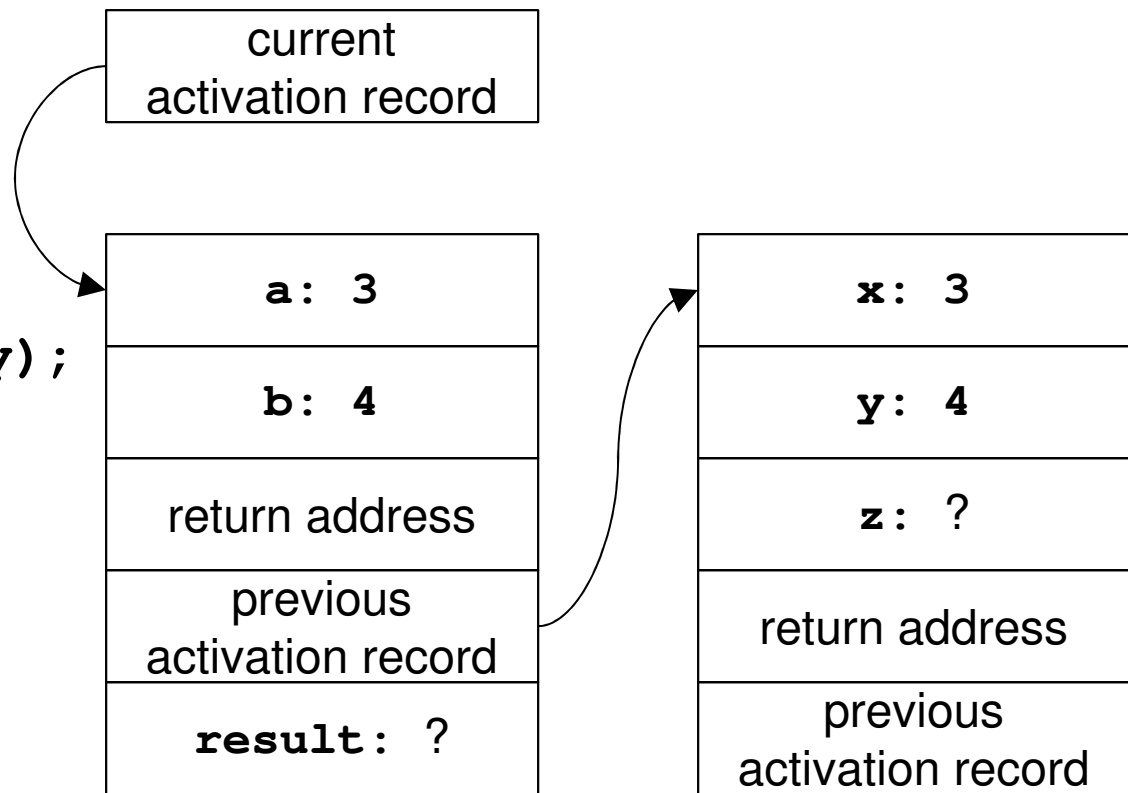 current
activation record
a: 3
y);
b: 4
return address
previous
activation record
result: ?
x: 3
y: 4
z: ?
return address
previous
activation record